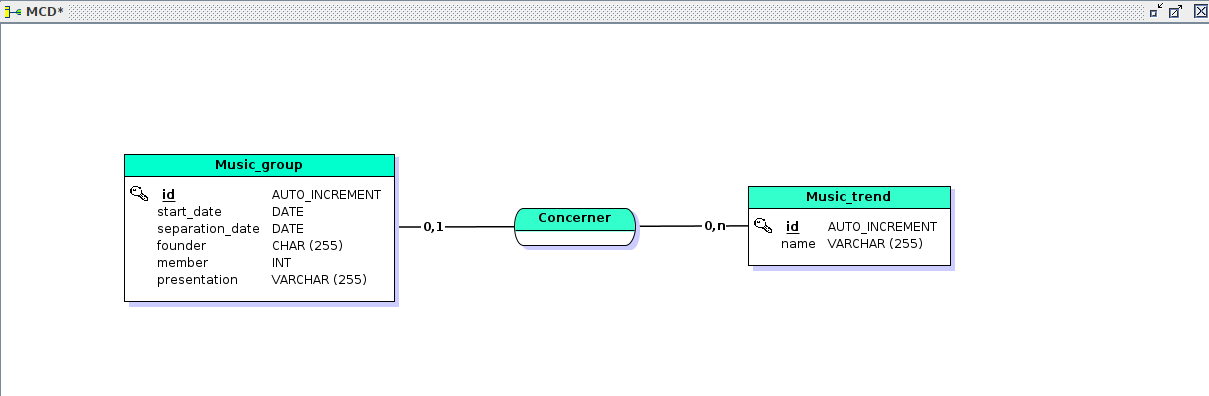 MCD*
Music_group
id AUTO_INCREMENT
start_date DATE
separation_date DATE
founder CHAR (255)
member INT
presentation VARCHAR (255)
0,1
Concerner
0,n
Music_trend
id AUTO_INCREMENT
name VARCHAR (255)